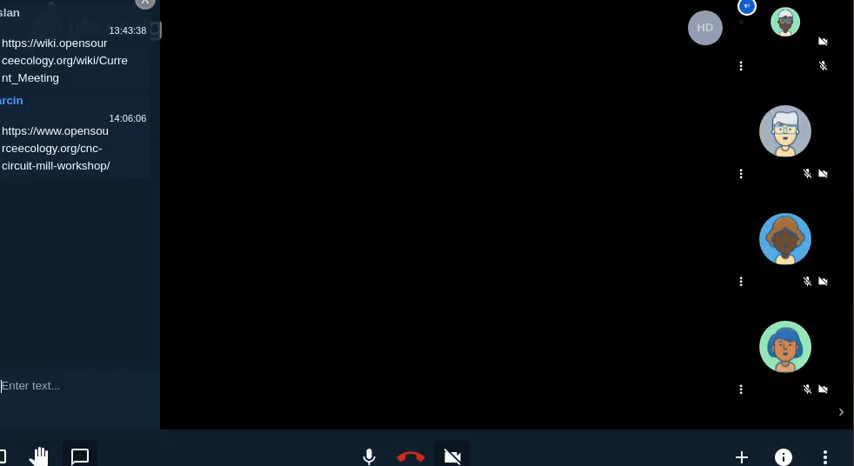 slan
13:43:38
https://wiki.opensour
ceecology.org/wiki/Curre
nt_Meeting
arcin
14:06:06
https://www.opensou
rceecology.org/cnc-
circuit-mill-workshop/
Enter text...
HD